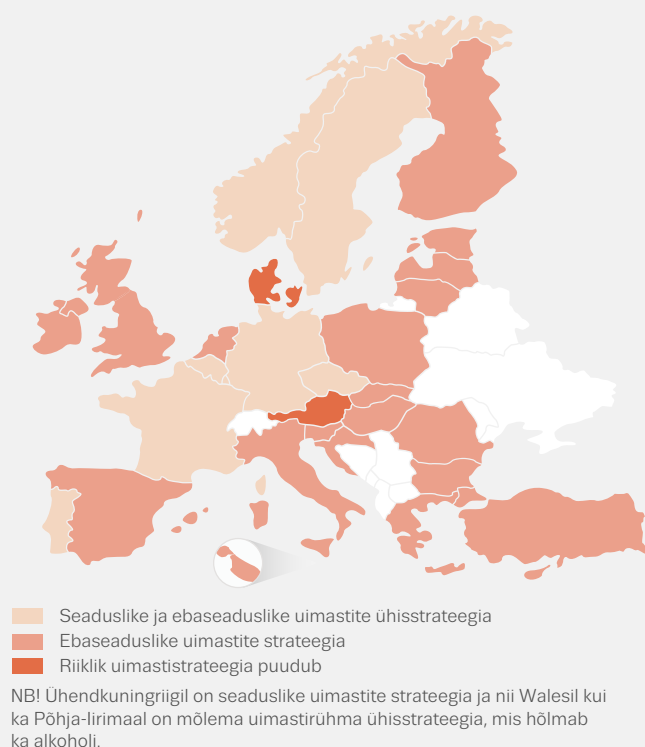 Seaduslike ja ebaseaduslike uimastite ühisstrateegia
Ebaseaduslike uimastite strateegia
Riiklik uimastistrateegia puudub
NB! Ühendkuningriigil on seaduslike uimastite strateegia ja nii Walesil kui
ka Põhja-Iirimaal on mõlema uimastirühma ühisstrateegia, mis hõlmab
ka alkoholi.